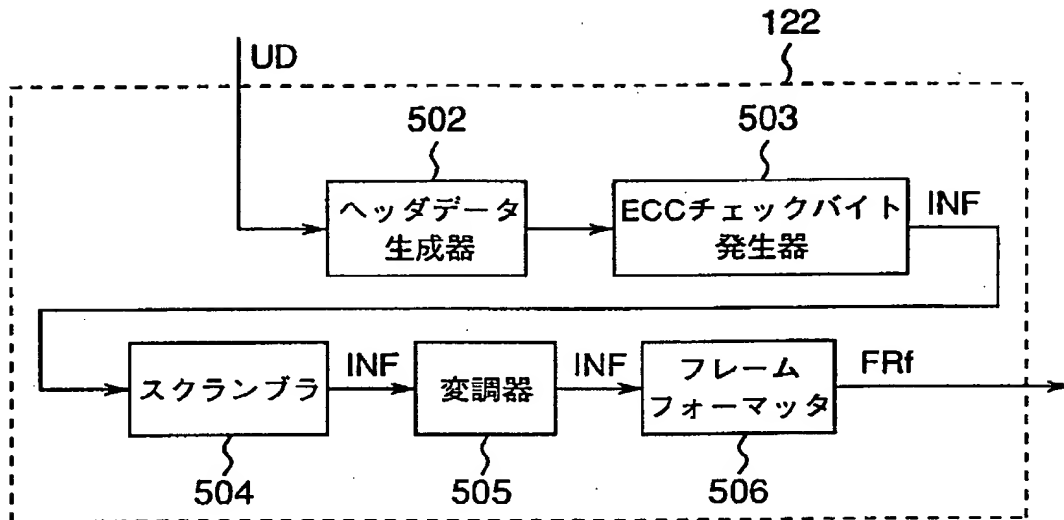 122
UD
502
503
ヘッダデータ
生成器
ECCチェックバイト
発生器
INF
スクランブラ
INF
変調器
INF
フレーム
フォーマッタ
FRf
504
505
506